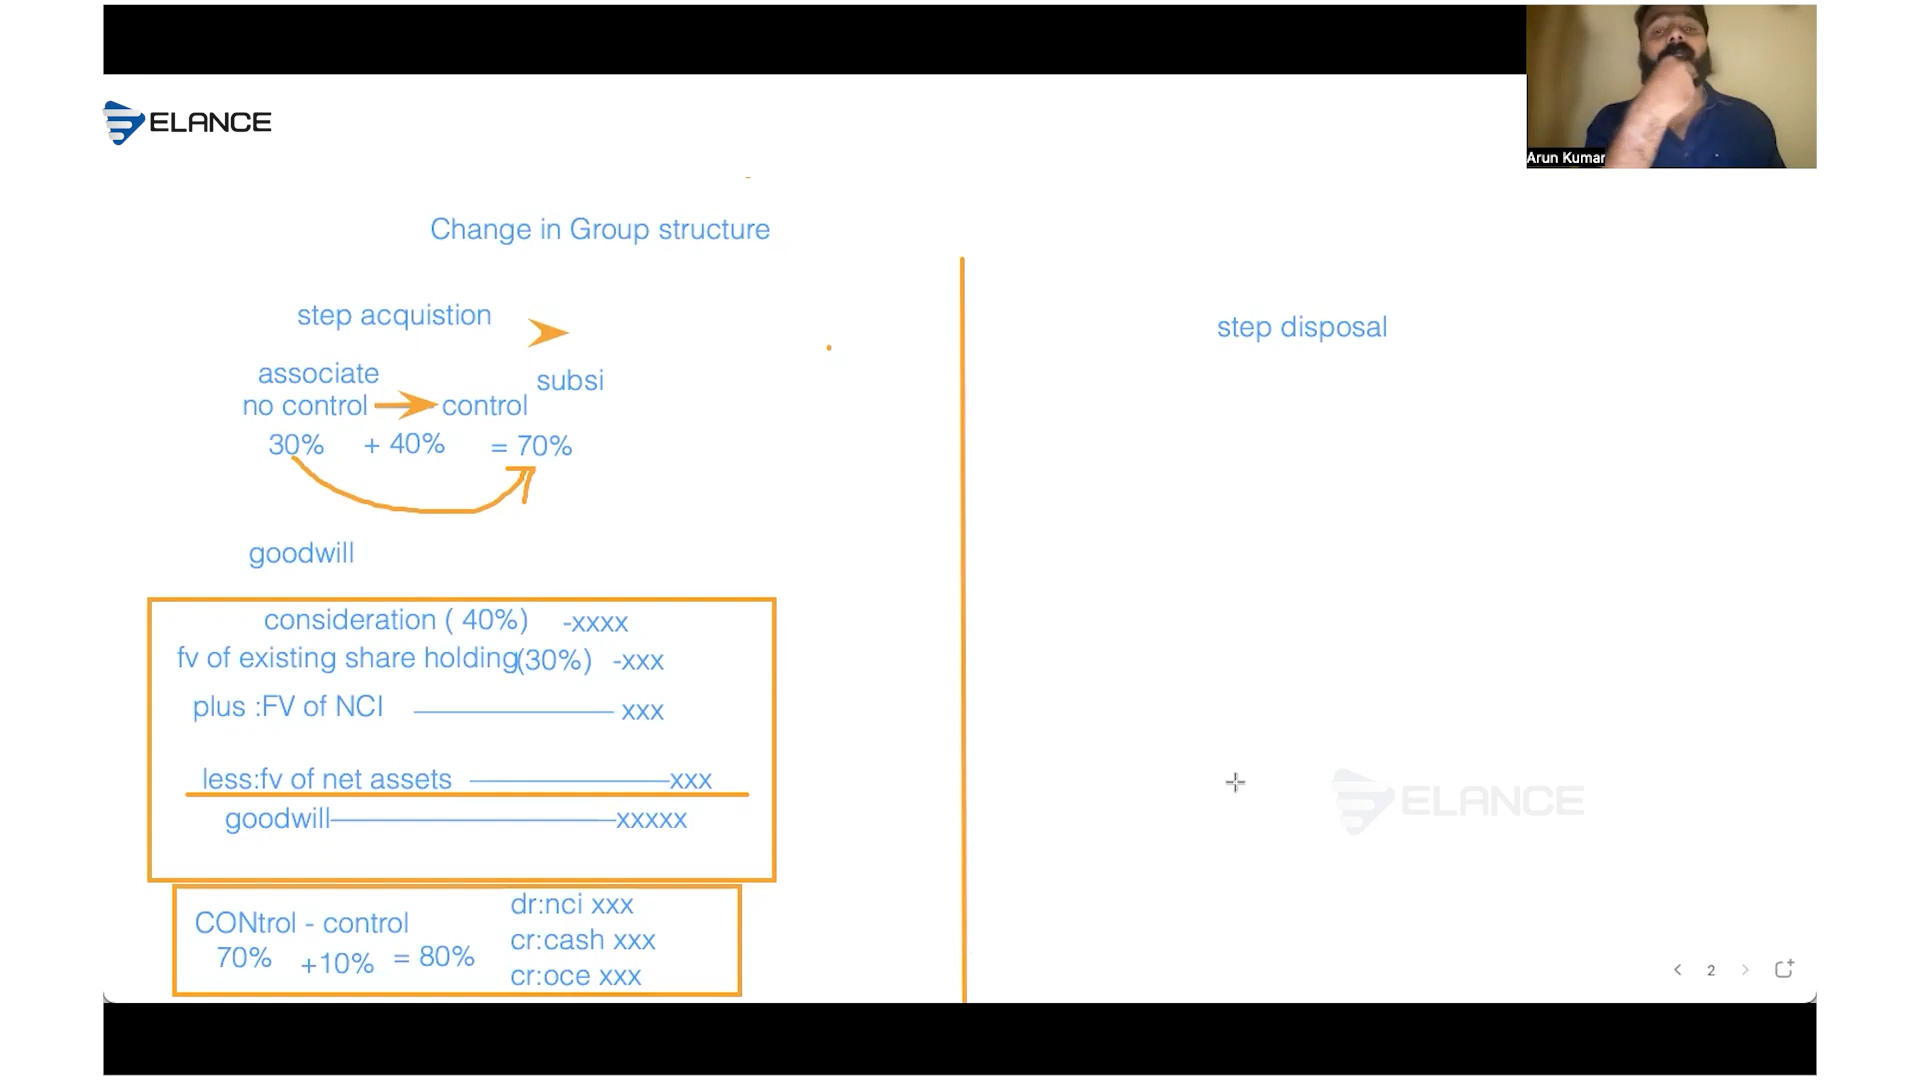 ELANCE
Arun Kumar
Change in Group structure
step acquistion
associate
subsi
no control control
30% + 40% = 70%
goodwill
consideration ( 40%) -xxxx
fv of existing share holding(30%) -xxx
plus :FV of NCI xxx
less:fv of net assets xxx
goodwill xxxxx
CONtrol - control
70% +10% = 80%
dr:nci xxx
cr:cash xxx
cr:oce xxx
step disposal
ELANCE
2